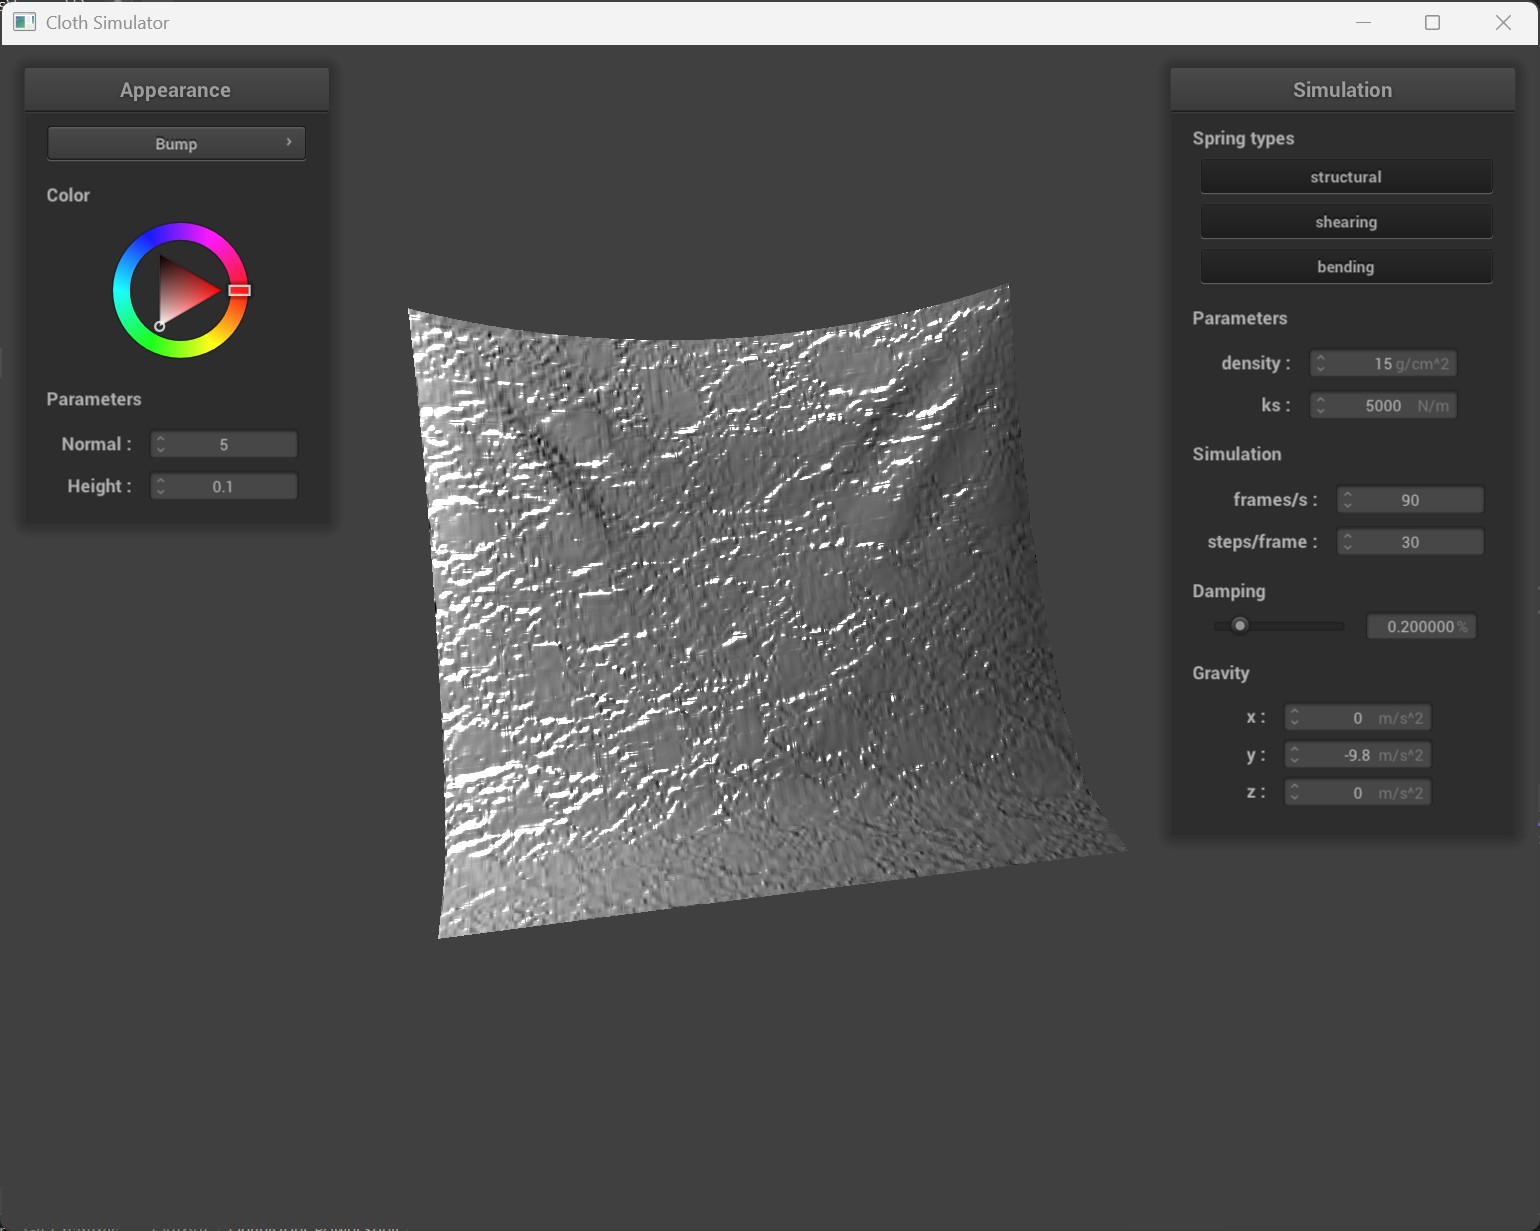 Cloth Simulator
Appearance
Bump
Color
Parameters
Normal : 5
Height : 0.1
Simulation
Spring types
structural
shearing
bending
Parameters
density : 15 g/cm^2
ks : 5000 N/m
Simulation
frames/s : 90
steps/frame : 30
Damping
0.200000 %
Gravity
x : 0 m/s^2
y : -9.8 m/s^2
z : 0 m/s^2